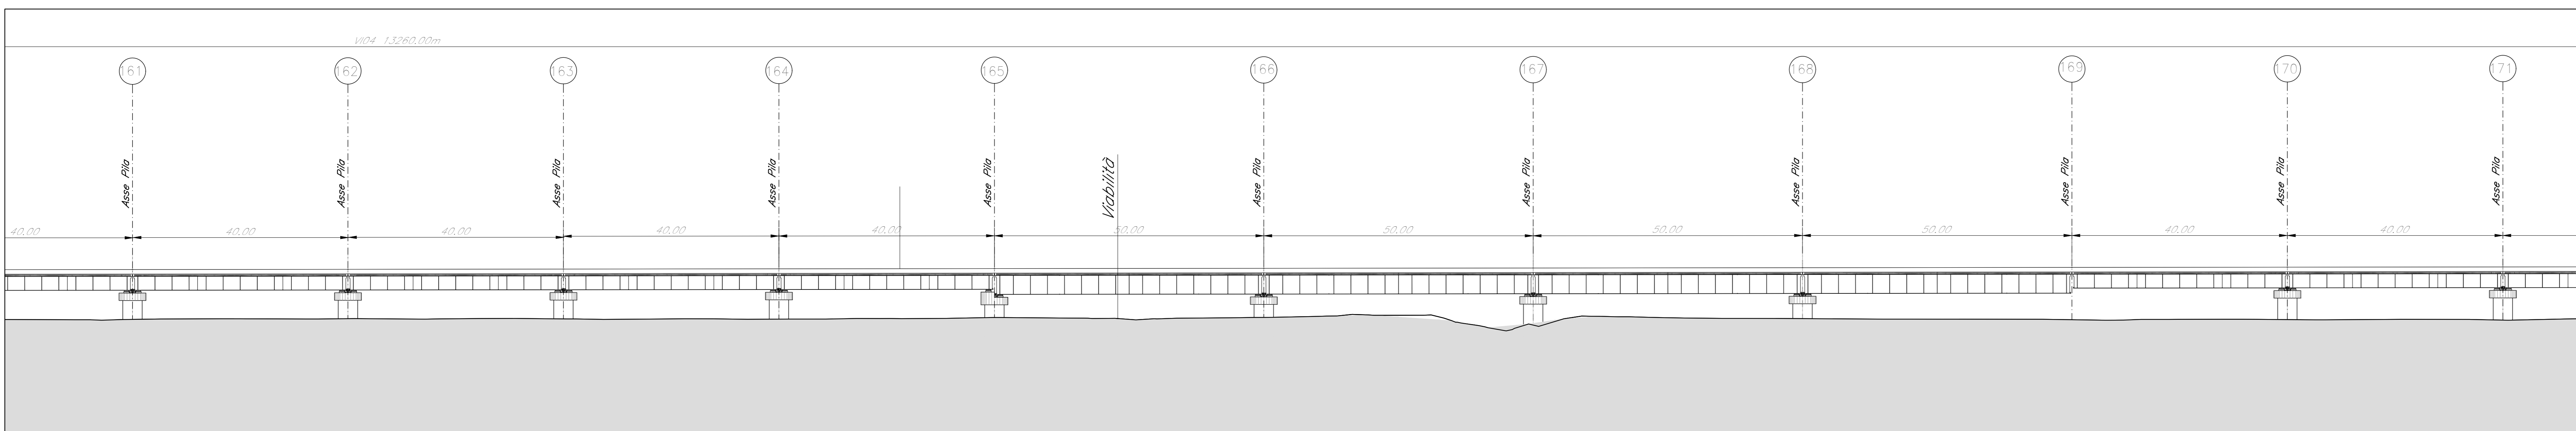 VI04 13260.00m
161 162 163 164 165 166 167 168 169 170 171
Asse Pila Asse Pila Asse Pila Asse Pila Asse Pila Viabilità Asse Pila Asse Pila Asse Pila Asse Pila Asse Pila Asse Pila
40.00 40.00 40.00 40.00 40.00 50.00 50.00 50.00 50.00 40.00 40.00